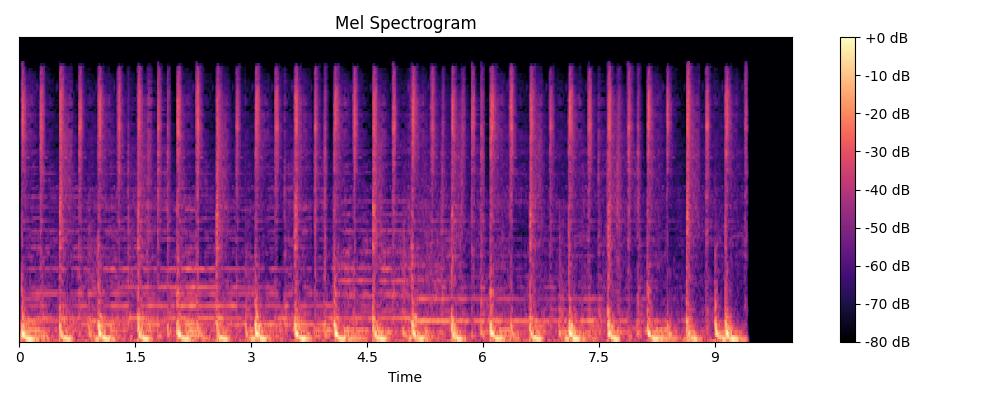 Mel Spectrogram
+0 dB
-10 dB
-20 dB
-30 dB
-40 dB
-50 dB
-60 dB
-70 dB
-80 dB
0 1.5 3 4.5 6 7.5 9
Time